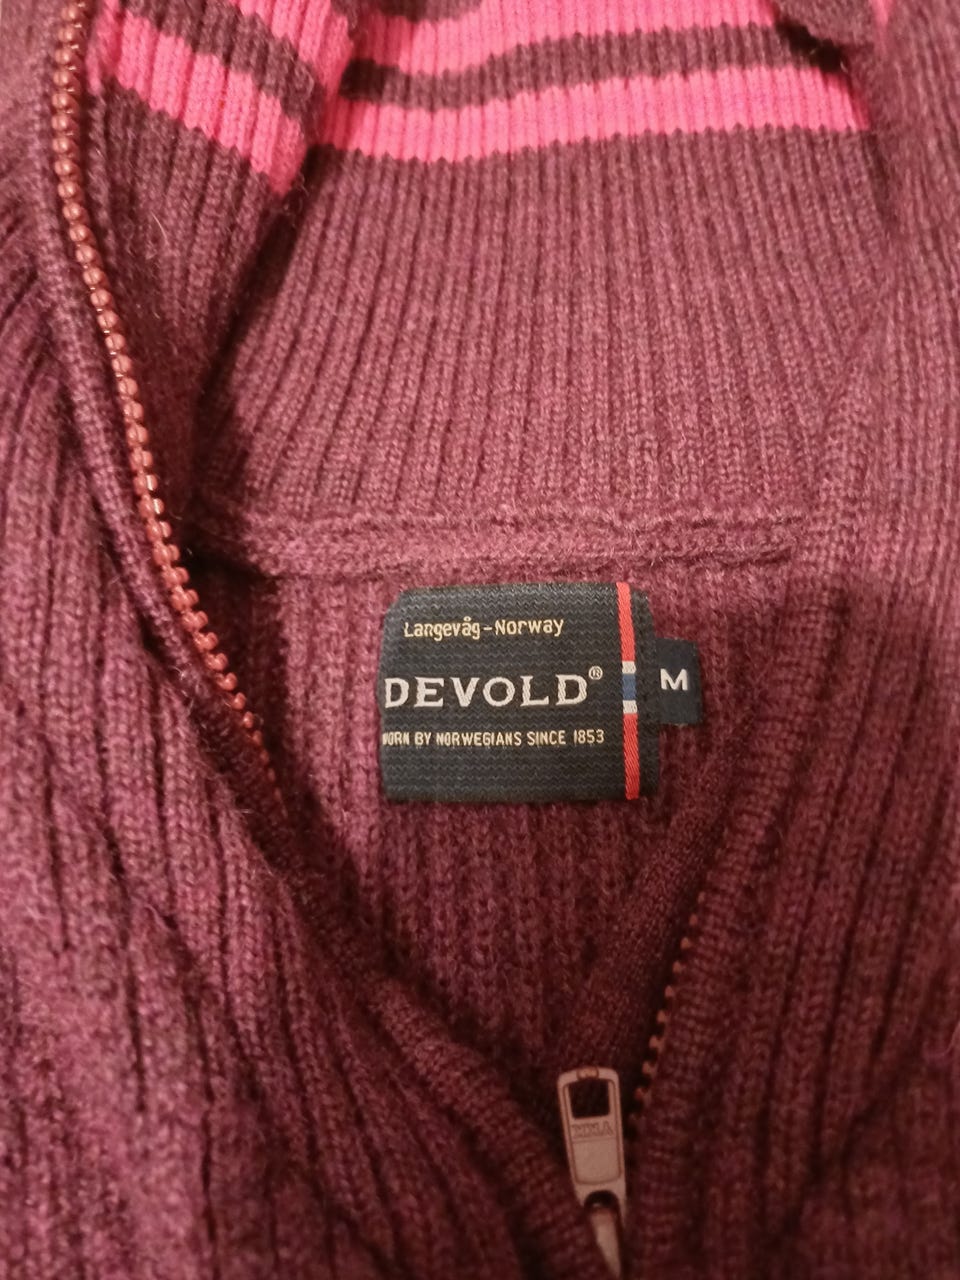 Langevåg-Norway
DEVOLD®
WORN BY NORWEGIANS SINCE 1853
M